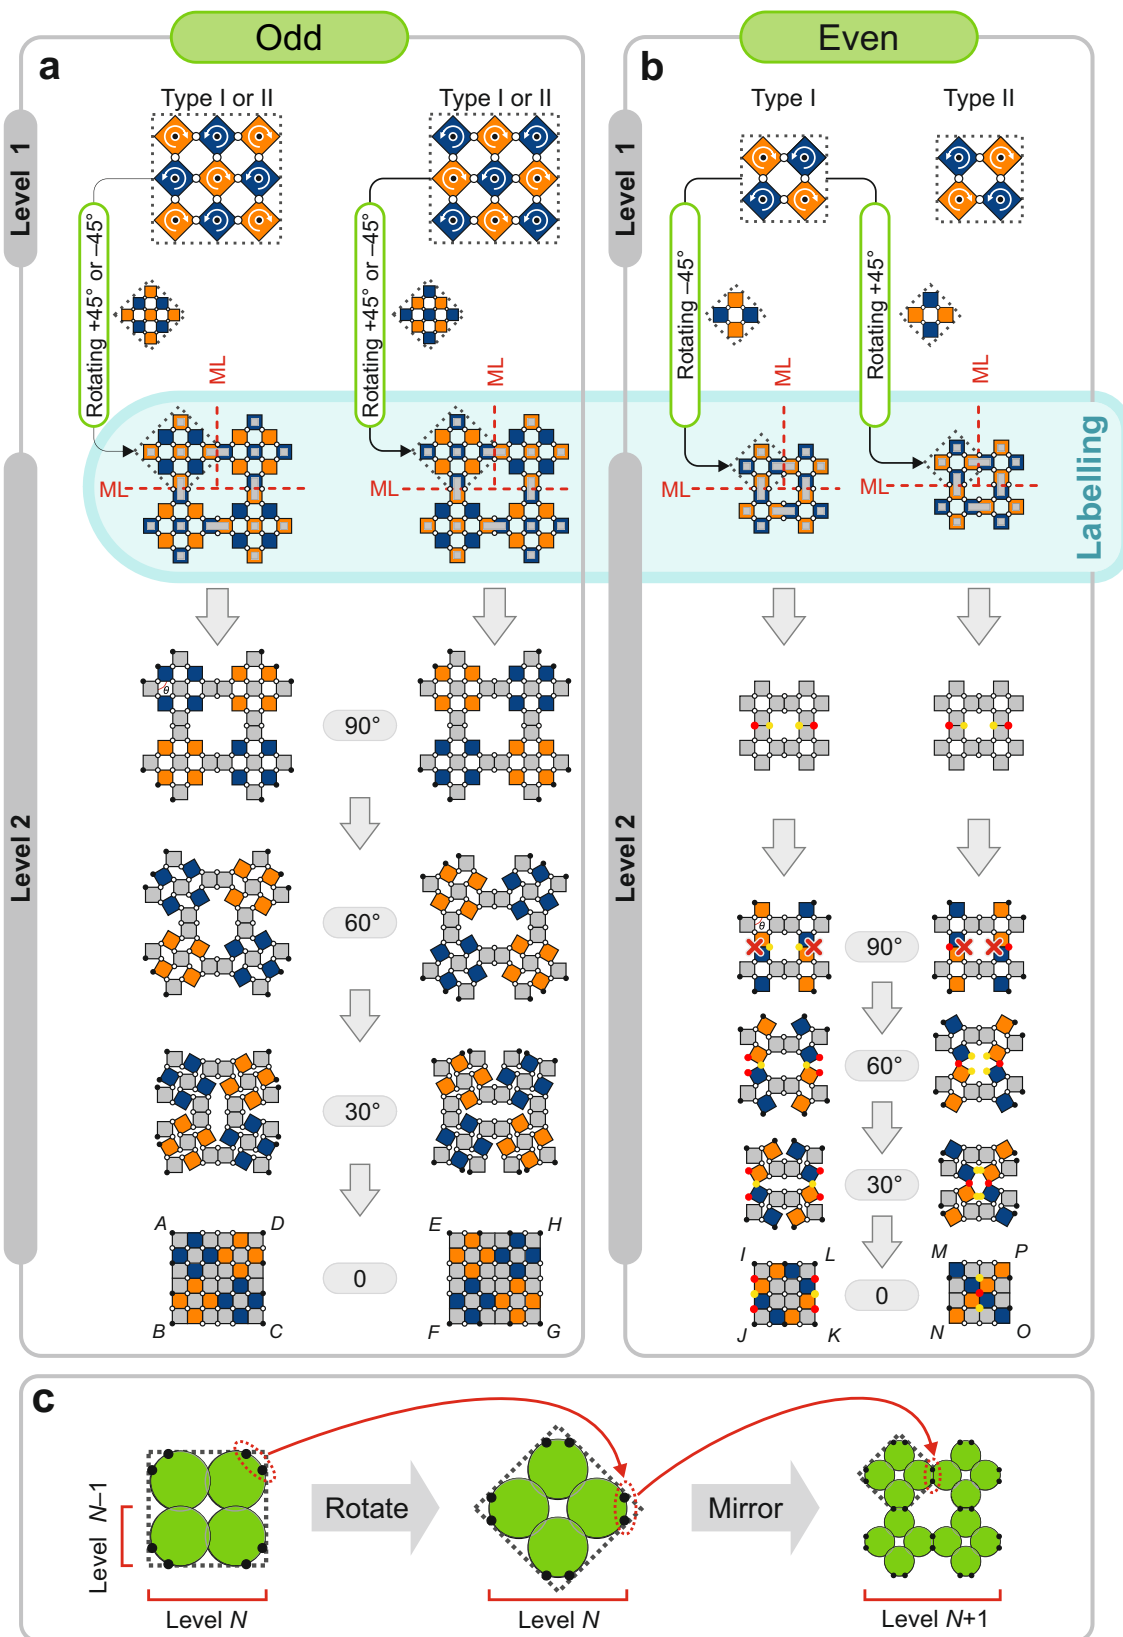 Odd
Even
a
b
Type I or II
Type I or II
Type I
Type II
Level 1
Level 1
Rotating +45° or –45°
Rotating +45° or –45°
Rotating –45°
Rotating +45°
ML
ML
ML
ML
ML
ML
ML
ML
Labelling
Level 2
Level 2
θ
90°
60°
30°
A
D
E
H
0
B
C
F
G
θ
90°
60°
30°
I
L
M
P
0
J
K
N
O
c
Level N–1
Rotate
Mirror
Level N
Level N
Level N+1